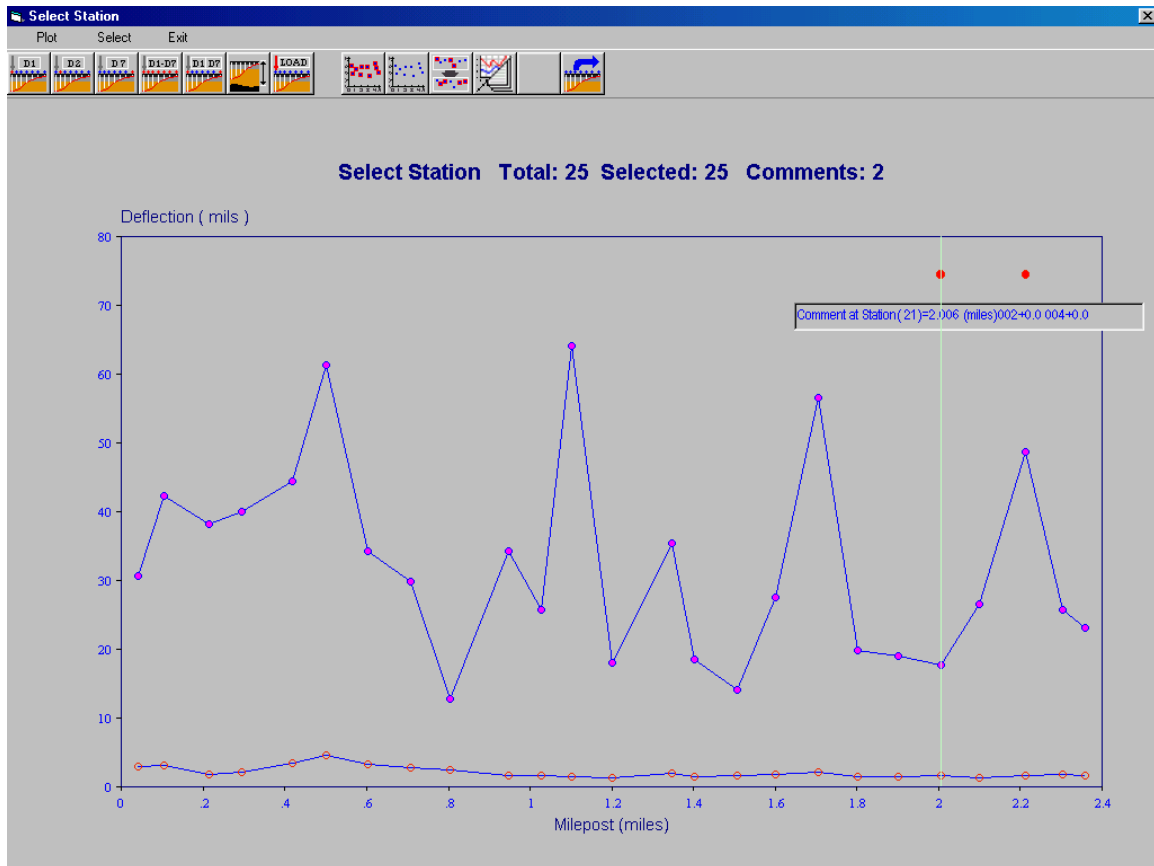 Select Station
Plot Select Exit
D1 D2 D7 D1-D7 D1 D7 LOAD
Select Station Total: 25 Selected: 25 Comments: 2
Deflection ( mils )
80
70
Comment at Station( 21)=2.006 (miles)002+0.0 004+0.0
60
50
40
30
20
10
0
0 .2 .4 .6 .8 1 1.2 1.4 1.6 1.8 2 2.2 2.4
Milepost (miles)